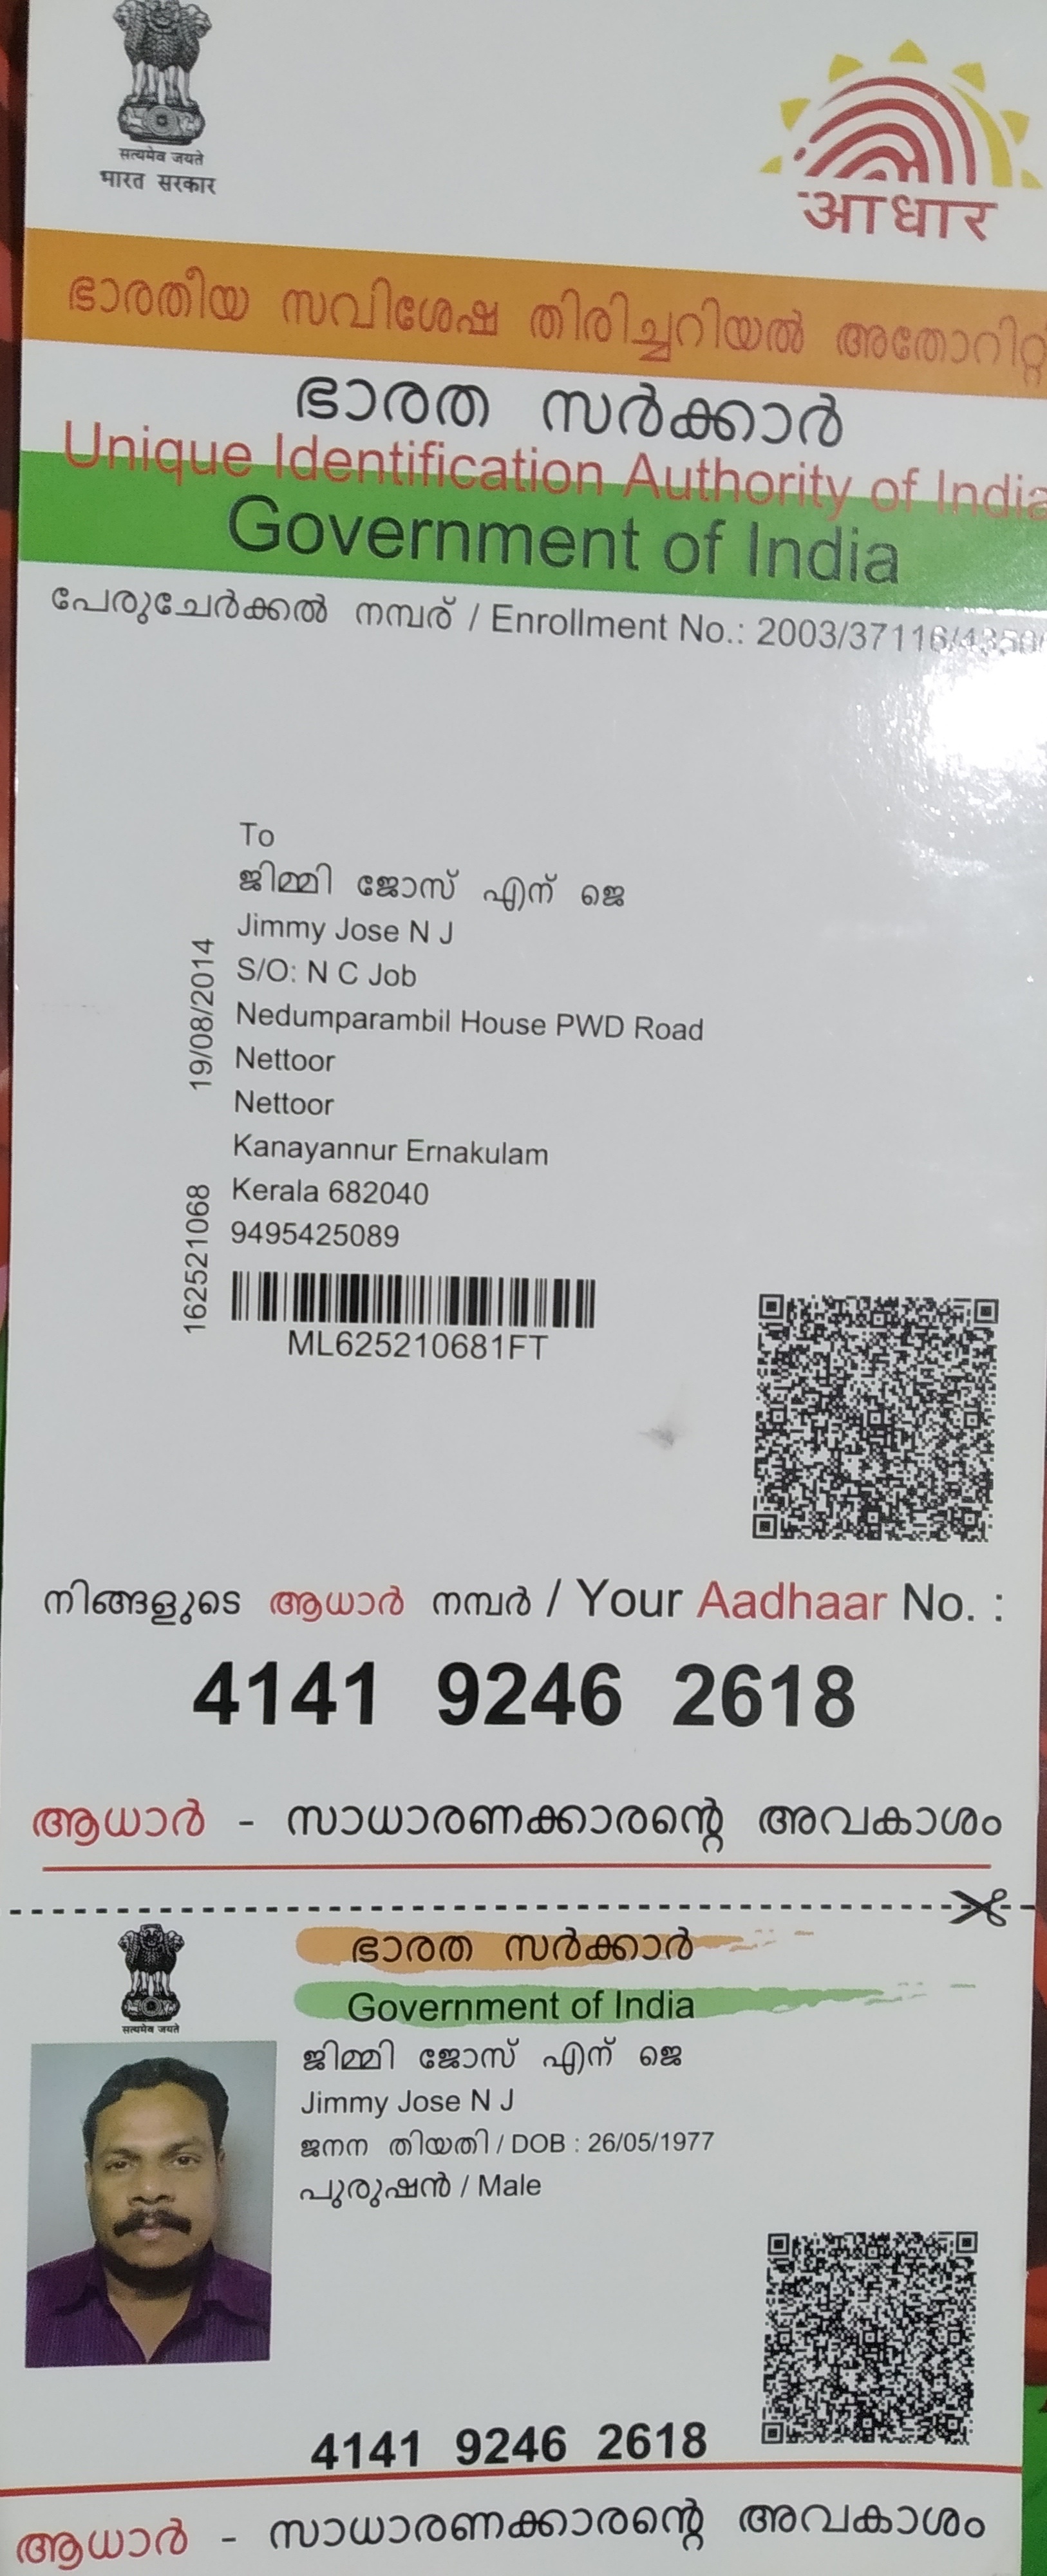 सत्यमेव जयते
भारत सरकार
आधार
ഭാരതീയ സവിശേഷ തിരിച്ചറിയൽ
ഭാരത സർക്കാർ
Unique Identification Authority of India
Government of India
പേരുചേർക്കൽ നമ്പര് / Enrollment No.:
To
ജിമ്മി ജോസ് എന് ജെ
Jimmy Jose N J
S/O: N C Job
Nedumparambil House PWD Road
Nettoor
Nettoor
Kanayannur Ernakulam
Kerala 682040
9495425089
19/08/2014
162521068
ML625210681FT
നിങ്ങളുടെ ആധാർ നമ്പർ / Your Aadhaar No. :
4141 9246 2618
ആധാർ - സാധാരണക്കാരന്റെ അവകാശം
ഭാരത സർക്കാർ
Government of India
सत्यमेव जयते
ജിമ്മി ജോസ് എന് ജെ
Jimmy Jose N J
ജനന തിയതി / DOB : 26/05/1977
പുരുഷൻ / Male
4141 9246 2618
ആധാർ - സാധാരണക്കാരന്റെ അവകാശം